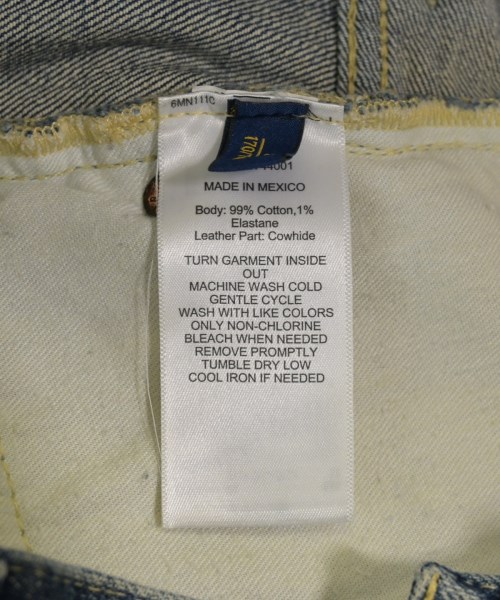 6MN111C
4001
MADE IN MEXICO
Body: 99% Cotton,1%
Elastane
Leather Part: Cowhide
TURN GARMENT INSIDE
OUT
MACHINE WASH COLD
GENTLE CYCLE
WASH WITH LIKE COLORS
ONLY NON-CHLORINE
BLEACH WHEN NEEDED
REMOVE PROMPTLY
TUMBLE DRY LOW
COOL IRON IF NEEDED